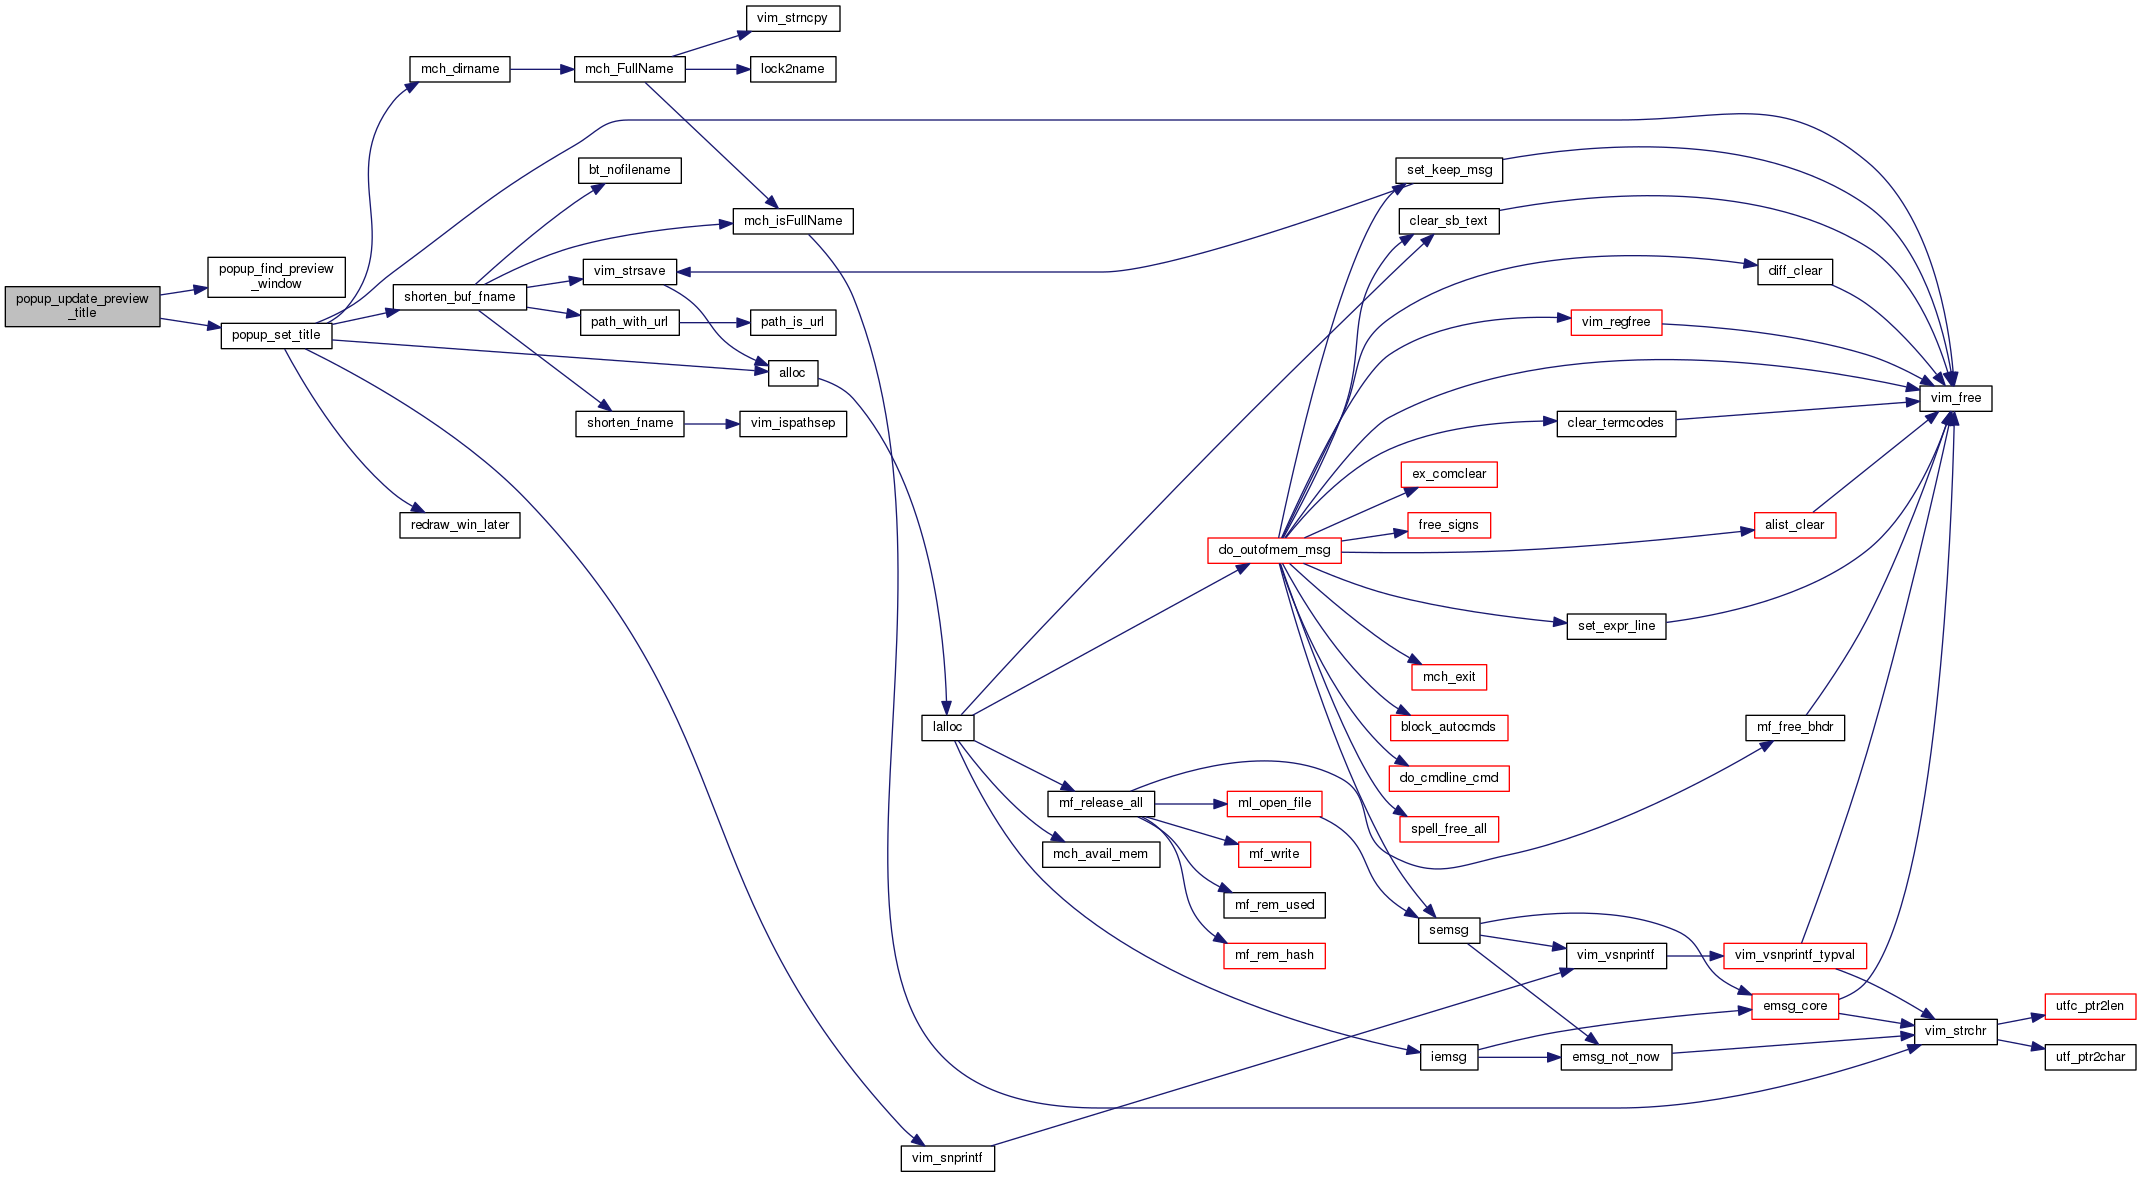 vim_strncpy
mch_dirname
mch_FullName
lock2name
bt_nofilename
set_keep_msg
mch_isFullName
clear_sb_text
popup_find_preview
_window
vim_strsave
diff_clear
popup_update_preview
_title
shorten_buf_fname
popup_set_title
path_with_url
path_is_url
vim_regfree
alloc
vim_free
shorten_fname
vim_ispathsep
clear_termcodes
ex_comclear
redraw_win_later
free_signs
alist_clear
do_outofmem_msg
set_expr_line
mch_exit
lalloc
block_autocmds
mf_free_bhdr
do_cmdline_cmd
mf_release_all
ml_open_file
spell_free_all
mch_avail_mem
mf_write
mf_rem_used
semsg
mf_rem_hash
vim_vsnprintf
vim_vsnprintf_typval
emsg_core
utfc_ptr2len
vim_strchr
iemsg
emsg_not_now
utf_ptr2char
vim_snprintf